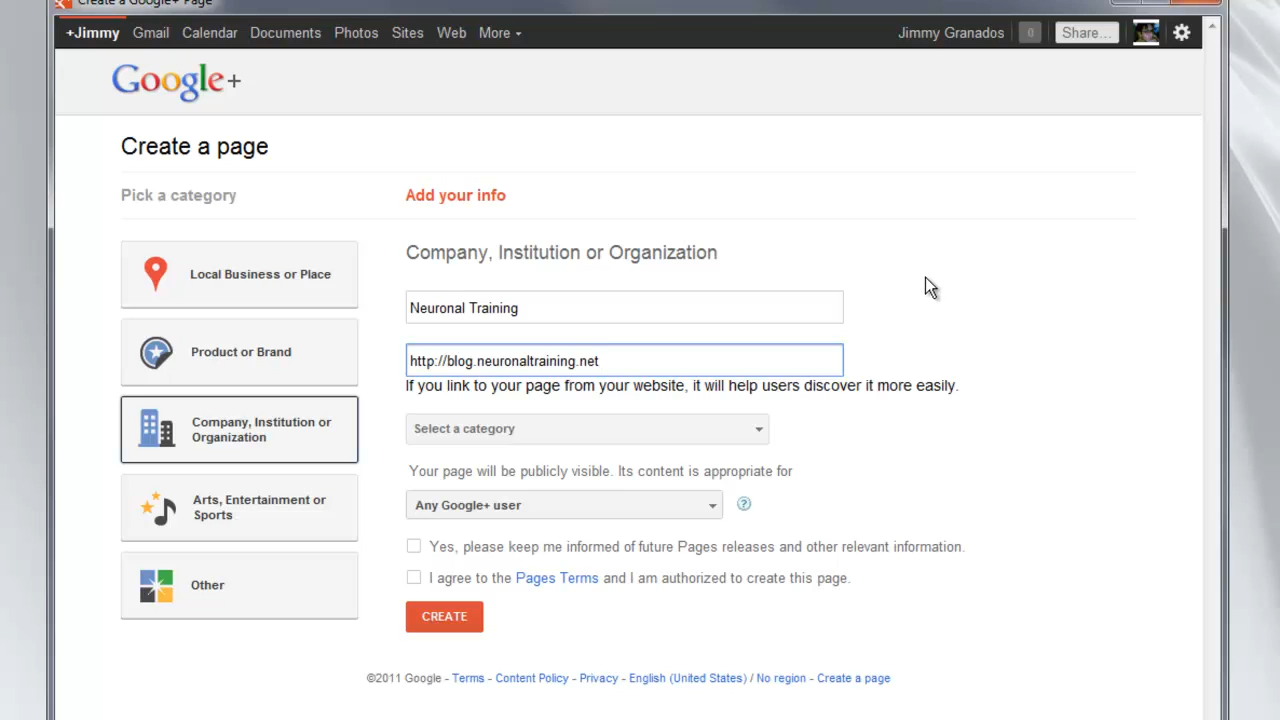 Create a Google+ Page
+Jimmy Gmail Calendar Documents Photos Sites Web More Jimmy Granados 0 Share...
Google+
Create a page
Pick a category
Add your info
Local Business or Place
Product or Brand
Company, Institution or
Organization
Arts, Entertainment or
Sports
Other
Company, Institution or Organization
Neuronal Training
http://blog.neuronaltraining.net
If you link to your page from your website, it will help users discover it more easily.
Select a category
Your page will be publicly visible. Its content is appropriate for
Any Google+ user ?
Yes, please keep me informed of future Pages releases and other relevant information.
I agree to the Pages Terms and I am authorized to create this page.
CREATE
©2011 Google - Terms - Content Policy - Privacy - English (United States) / No region - Create a page